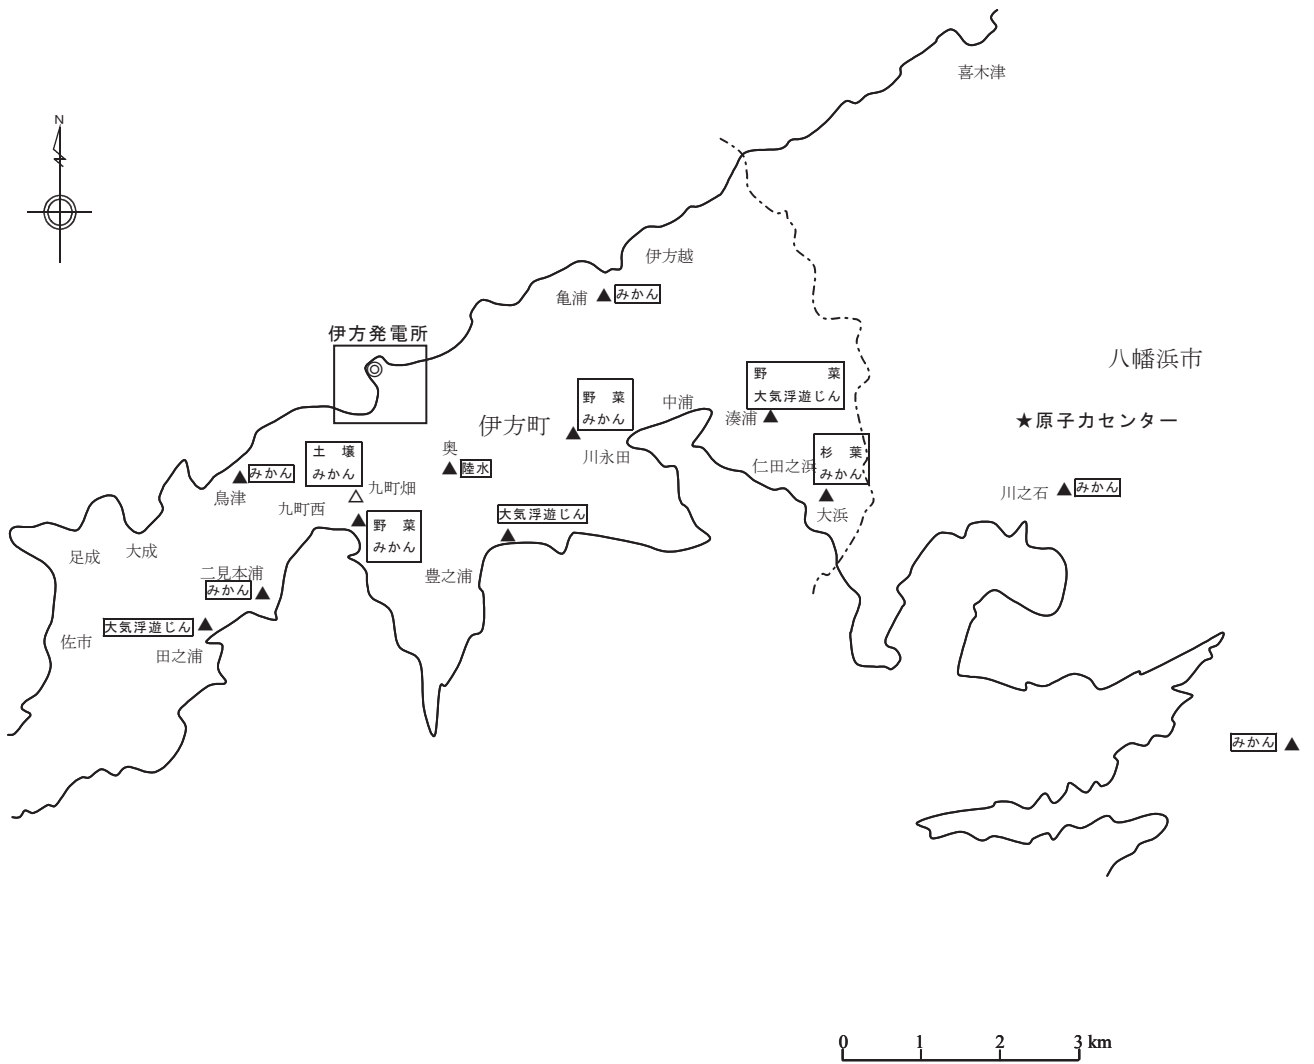 喜木津
N
伊方越
亀浦
みかん
伊方発電所
八幡浜市
野 菜
大気浮遊じん
湊浦
野 菜
みかん
中浦
伊方町
川永田
★原子力センター
土 壌
みかん
奥
陸水
仁田之浜
杉 葉
みかん
大浜
みかん
鳥津
九町畑
九町西
川之石
みかん
大気浮遊じん
野 菜
みかん
足成
大成
二見本浦
みかん
豊之浦
大気浮遊じん
佐市
田之浦
みかん
0 1 2 3 km